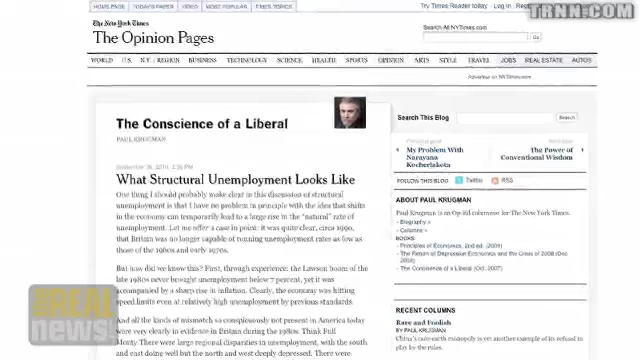 TRNN.COM
HOME PAGE TODAY'S PAPER VIDEO MOST POPULAR TIMES TOPICS
Try Times Reader today Log In
The New York Times
The Opinion Pages
Search All NYTimes.com
Go
WORLD U.S. N.Y. / REGION BUSINESS TECHNOLOGY SCIENCE HEALTH SPORTS OPINION ARTS STYLE TRAVEL JOBS REAL ESTATE AUTOS
Advertise on NYTimes.com
The Conscience of a Liberal
PAUL KRUGMAN
What Structural Unemployment Looks Like
One thing I should probably make clear in this discussion of structural
unemployment is that I have no problem in principle with the idea that shifts
in the economy can temporarily lead to a large rise in the "natural" rate of
unemployment. Let me offer a case in point: it was quite clear, circa 1990,
that Britain was no longer capable of running unemployment rates as low as
those of the 1960s and early 1970s.
But how did we know this? First, through experience: the Lawson boom of the
late 1980s never brought unemployment below 7 percent, yet it was
accompanied by a sharp rise in inflation. Clearly, the economy was hitting
speed limits even at relatively high unemployment by previous standards.
And all the kinds of mismatch so conspicuously not present in America today
were very clearly in evidence in Britain during the 1980s. Think Full
Monty There were large regional disparities in unemployment, with the south
and east doing well but the north and west deeply depressed. There were
Search This Blog
Search
Previous post
My Problem With
Narayana
Kocherlakota
Next post
The Power of
Conventional Wisdom
FOLLOW THIS BLOG Twitter RSS
ABOUT PAUL KRUGMAN
Paul Krugman is an Op-Ed columnist for The New York Times.
Biography »
Columns »
BOOKS
Principles of Economics, 2nd ed. (2009)
The Return of Depression Economics and the Crisis of 2008 (Dec
2008)
The Conscience of a Liberal (Oct. 2007)
RECENT COLUMNS
Rare and Foolish
BY PAUL KRUGMAN
China's rare-earth monopoly is yet another example of its refusal to
play by the rules.
THE REAL
news!